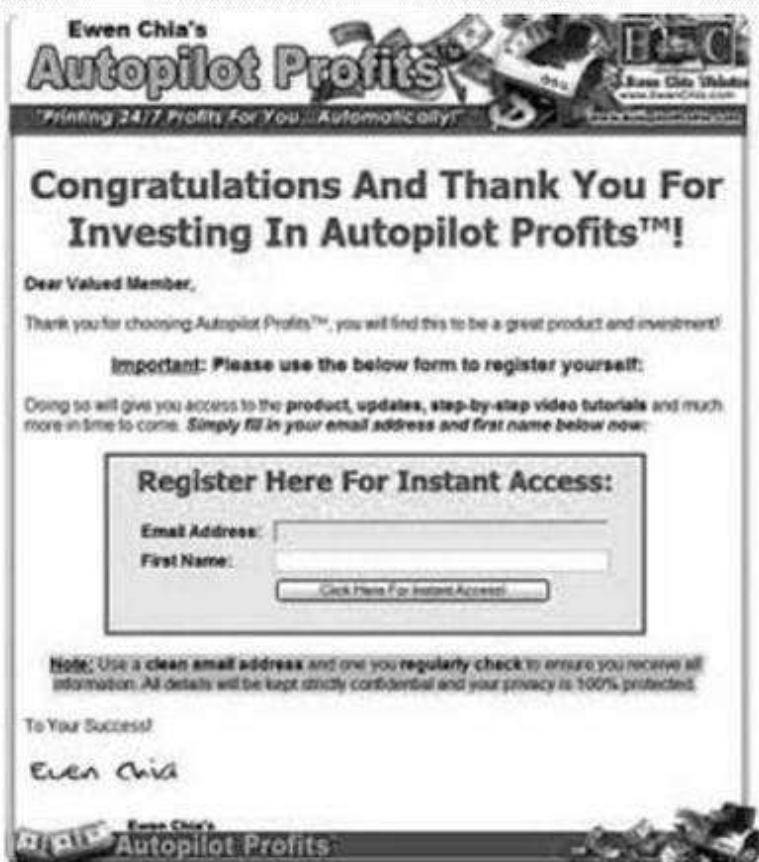 Ewen Chia's
Autopilot Profits™
"Printing 24/7 Profits For You...Automatically!"
www.EwenChia.com
Congratulations And Thank You For
Investing In Autopilot Profits™!
Dear Valued Member,
Thank you for choosing Autopilot Profits™, you will find this to be a great product and investment!
Important: Please use the below form to register yourself:
Doing so will give you access to the product, updates, step-by-step video tutorials and much
more in time to come. Simply fill in your email address and first name below now:
Register Here For Instant Access:
Email Address:
First Name:
Click Here For Instant Access!
Note: Use a clean email address and one you regularly check to ensure you receive all
information. All details will be kept strictly confidential and your privacy is 100% protected.
To Your Success!
Ewen Chia
Ewen Chia's
Autopilot Profits